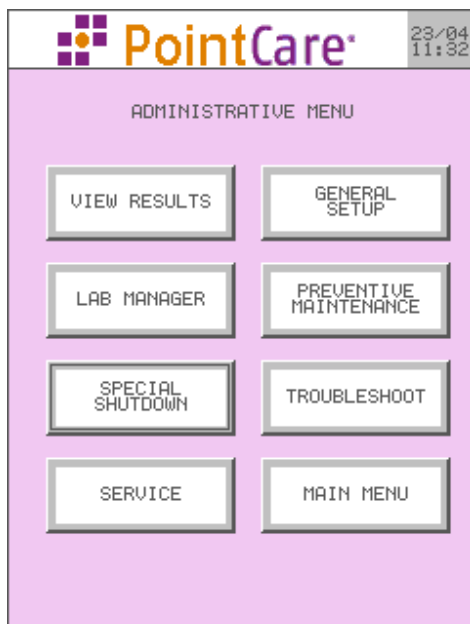 PointCare
23/04
11:32
ADMINISTRATIVE MENU
VIEW RESULTS
GENERAL
SETUP
LAB MANAGER
PREVENTIVE
MAINTENANCE
SPECIAL
SHUTDOWN
TROUBLESHOOT
SERVICE
MAIN MENU